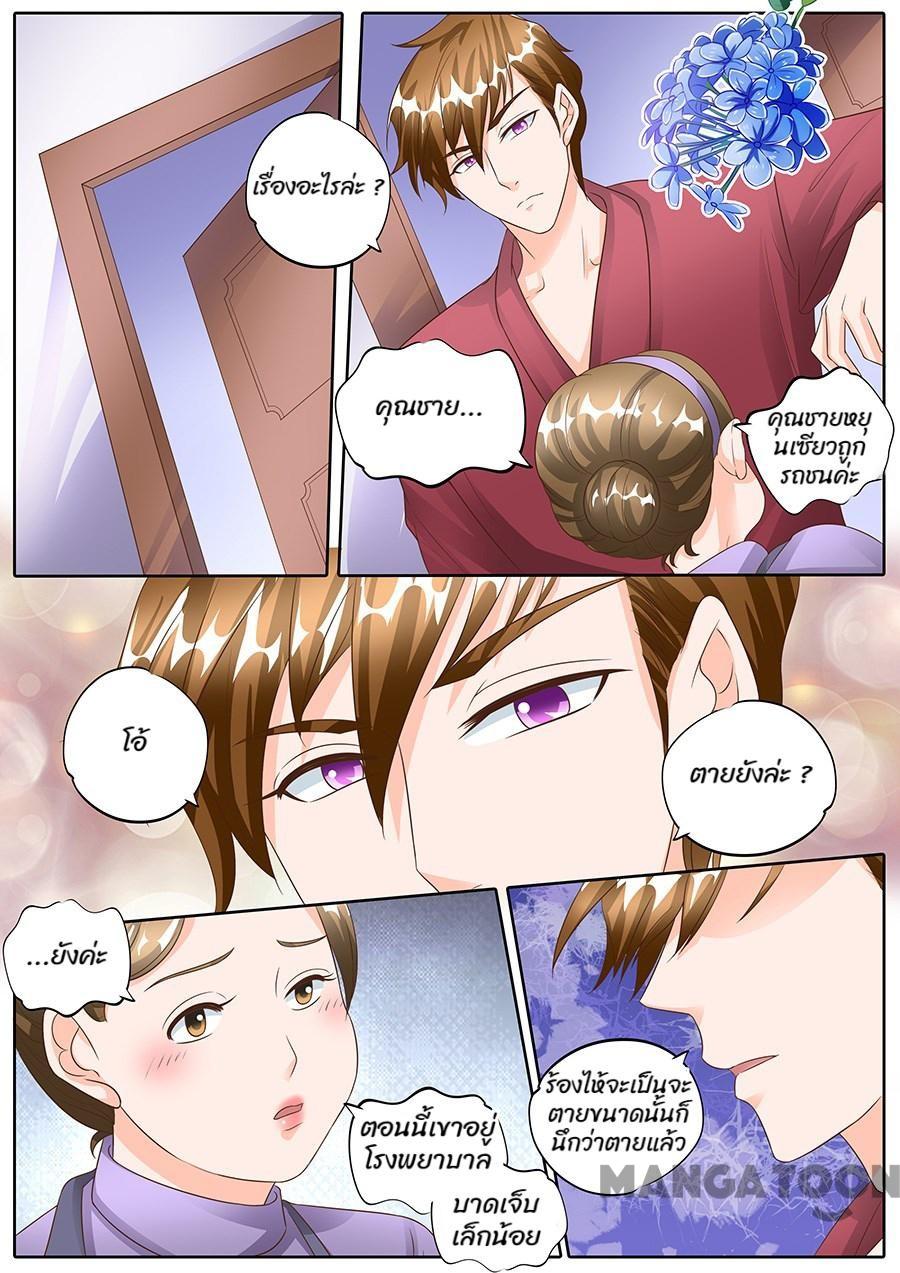 เรื่องอะไรล่ะ ?
คุณชาย...
คุณชายหยุ
นเซียวถูก
รถชนค่ะ
โอ้
ตายยังล่ะ ?
...ยังค่ะ
ตอนนี้เขาอยู่
โรงพยาบาล
บาดเจ็บ
เล็กน้อย
ร้องไห้จะเป็นจะ
ตายขนาดนั้นก็
นึกว่าตายแล้ว
MANGATOON